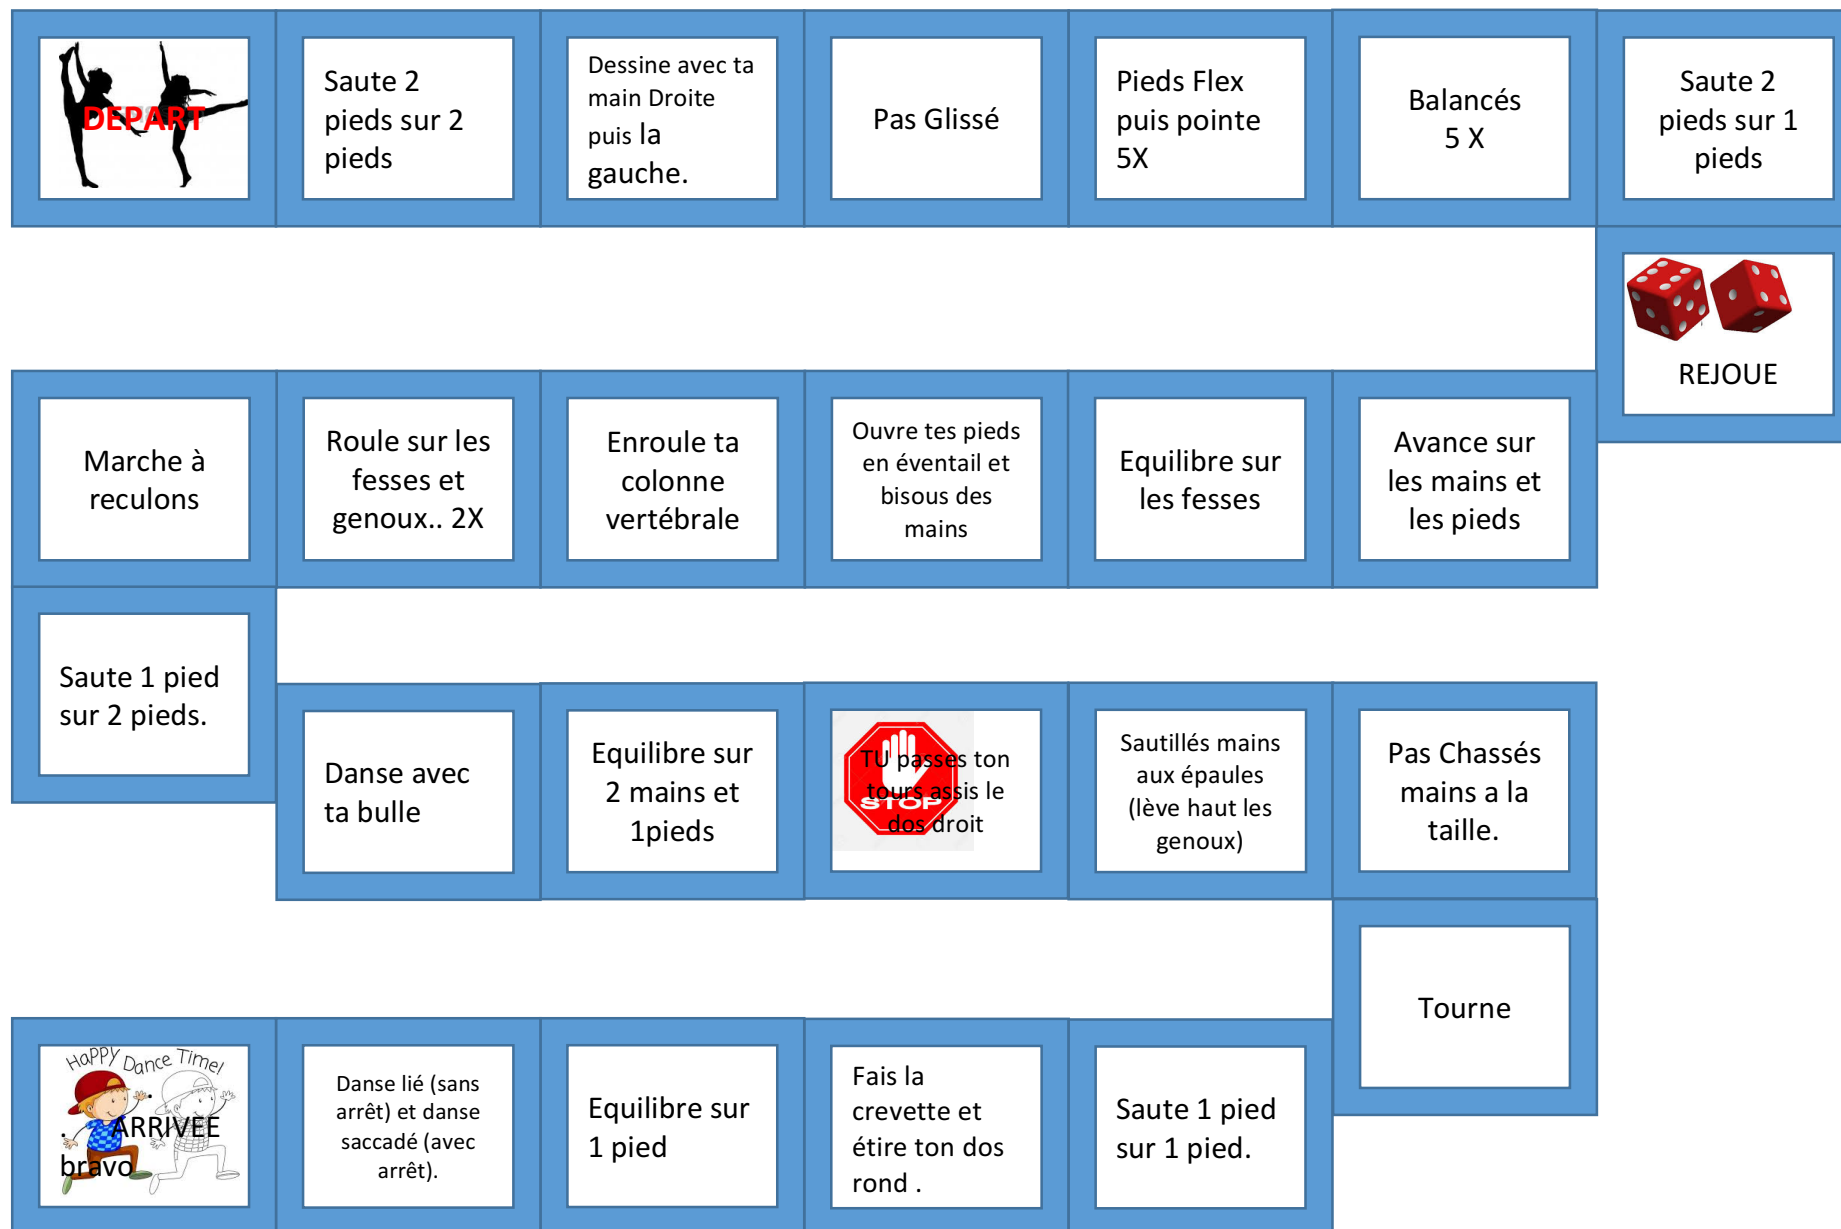 DEPART
Saute 2
pieds sur 2
pieds
Dessine avec ta
main Droite
puis la
gauche.
Pas Glissé
Pieds Flex
puis pointe
5X
Balancés
5 X
Saute 2
pieds sur 1
pieds
REJOUE
Marche à
reculons
Roule sur les
fesses et
genoux.. 2X
Enroule ta
colonne
vertébrale
Ouvre tes pieds
en éventail et
bisous des
mains
Equilibre sur
les fesses
Avance sur
les mains et
les pieds
Saute 1 pied
sur 2 pieds.
Danse avec
ta bulle
Equilibre sur
2 mains et
1pieds
TU passes ton
tours assis le
dos droit
STOP
Sautillés mains
aux épaules
(lève haut les
genoux)
Pas Chassés
mains a la
taille.
Tourne
HaPPY Dance Time!
. ARRIVEE
bravo
Danse lié (sans
arrêt) et danse
saccadé (avec
arrêt).
Equilibre sur
1 pied
Fais la
crevette et
étire ton dos
rond .
Saute 1 pied
sur 1 pied.